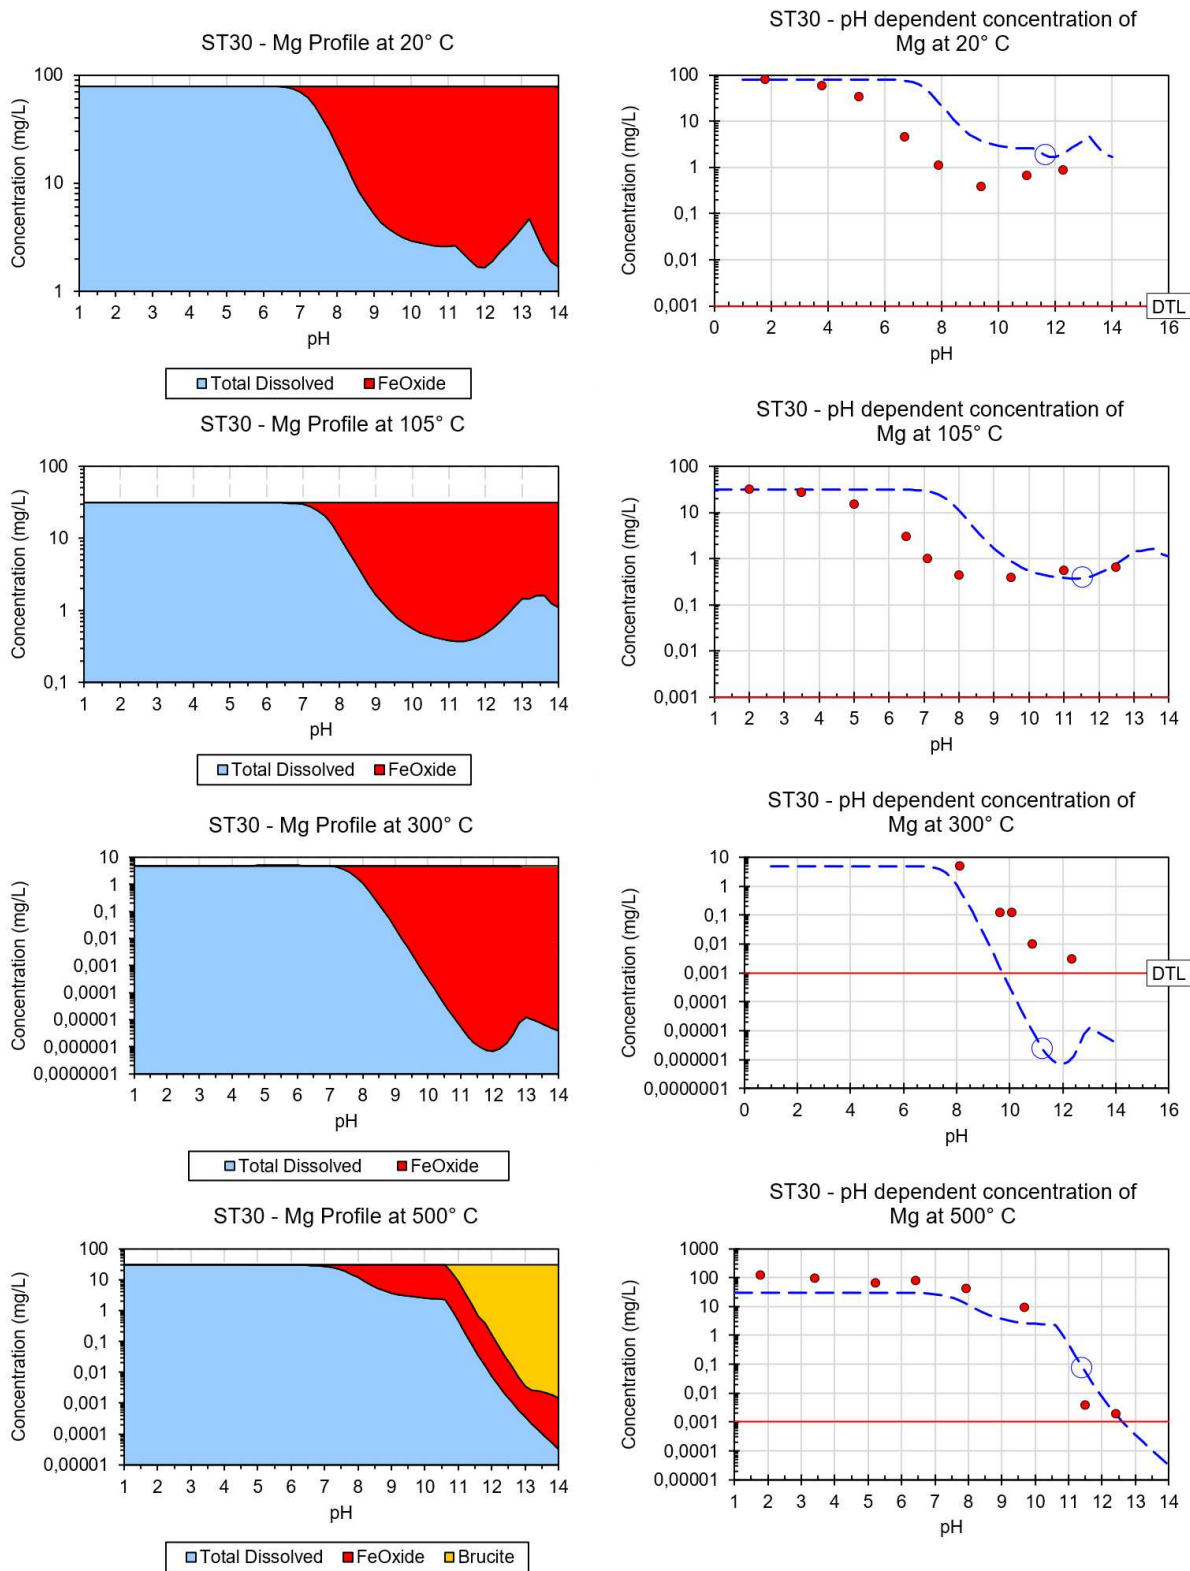 ST30 - Mg Profile at 20° C
Concentration (mg/L)
100
10
1
1 2 3 4 5 6 7 8 9 10 11 12 13 14
pH
Total Dissolved FeOxide
ST30 - pH dependent concentration of
Mg at 20° C
Concentration (mg/L)
100
10
1
0,1
0,01
0,001
DTL
0 2 4 6 8 10 12 14 16
pH
ST30 - Mg Profile at 105° C
Concentration (mg/L)
100
10
1
0,1
1 2 3 4 5 6 7 8 9 10 11 12 13 14
pH
Total Dissolved FeOxide
ST30 - pH dependent concentration of
Mg at 105° C
Concentration (mg/L)
100
10
1
0,1
0,01
0,001
1 2 3 4 5 6 7 8 9 10 11 12 13 14
pH
ST30 - Mg Profile at 300° C
Concentration (mg/L)
10
1
0,1
0,01
0,001
0,0001
0,00001
0,000001
0,0000001
1 2 3 4 5 6 7 8 9 10 11 12 13 14
pH
Total Dissolved FeOxide
ST30 - pH dependent concentration of
Mg at 300° C
Concentration (mg/L)
10
1
0,1
0,01
0,001
0,0001
0,00001
0,000001
0,0000001
DTL
0 2 4 6 8 10 12 14 16
pH
ST30 - Mg Profile at 500° C
Concentration (mg/L)
100
10
1
0,1
0,01
0,001
0,0001
0,00001
1 2 3 4 5 6 7 8 9 10 11 12 13 14
pH
Total Dissolved FeOxide Brucite
ST30 - pH dependent concentration of
Mg at 500° C
Concentration (mg/L)
1000
100
10
1
0,1
0,01
0,001
0,0001
0,00001
1 2 3 4 5 6 7 8 9 10 11 12 13 14
pH